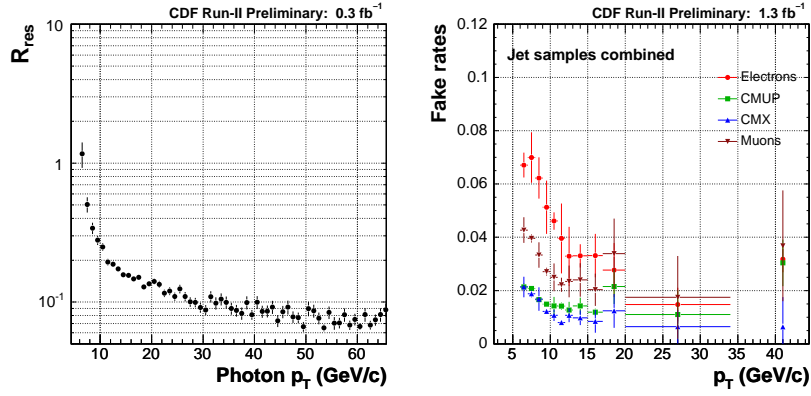 CDF Run-II Preliminary: 0.3 fb⁻¹
R_res
10
1
10⁻¹
10 20 30 40 50 60
Photon p_T (GeV/c)
CDF Run-II Preliminary: 1.3 fb⁻¹
Fake rates
Jet samples combined
Electrons
CMUP
CMX
Muons
0.12
0.1
0.08
0.06
0.04
0.02
0
5 10 15 20 25 30 35 40
p_T (GeV/c)